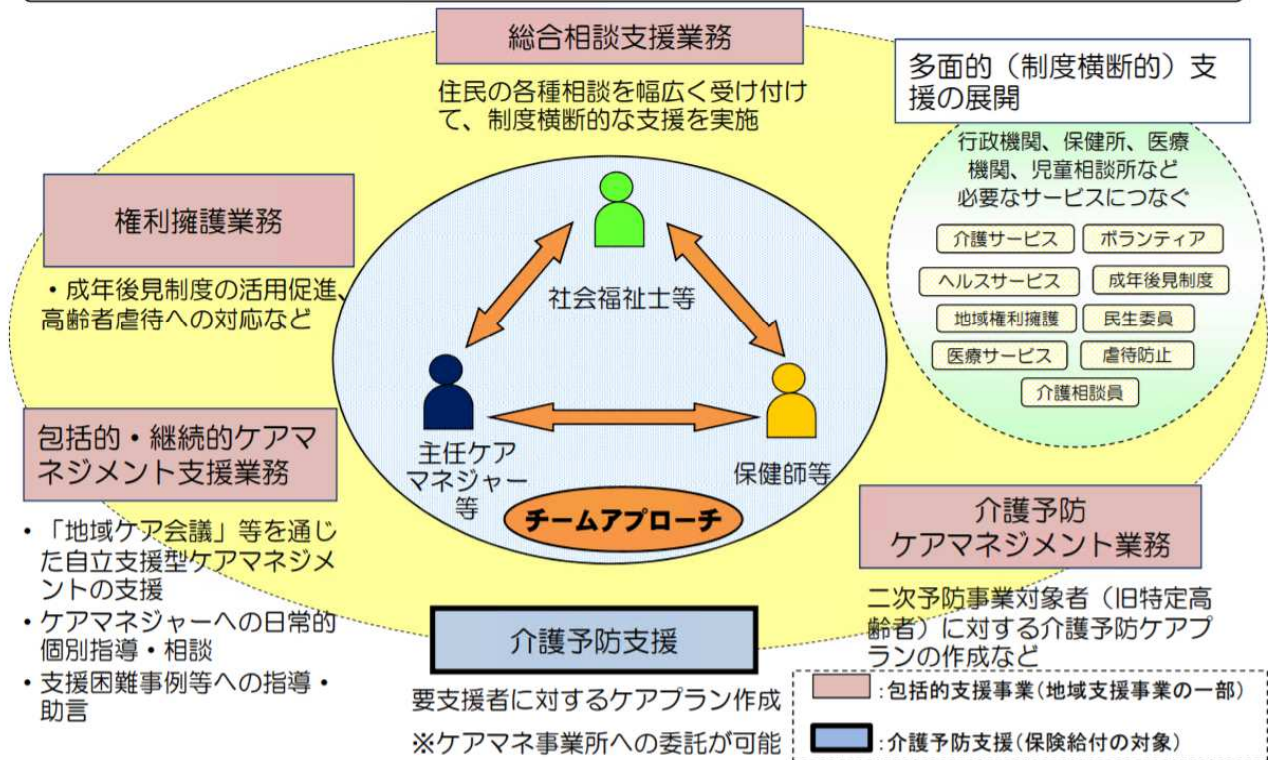 総合相談支援業務
住民の各種相談を幅広く受け付け
て、制度横断的な支援を実施
多面的（制度横断的）支
援の展開
行政機関、保健所、医療
機関、児童相談所など
必要なサービスにつなぐ
介護サービス
ボランティア
ヘルスサービス
成年後見制度
地域権利擁護
民生委員
医療サービス
虐待防止
介護相談員
権利擁護業務
・成年後見制度の活用促進、
高齢者虐待への対応など
社会福祉士等
主任ケア
マネジャー
等
保健師等
チームアプローチ
包括的・継続的ケアマ
ネジメント支援業務
・「地域ケア会議」等を通じ
た自立支援型ケアマネジメ
ントの支援
・ケアマネジャーへの日常的
個別指導・相談
・支援困難事例等への指導・
助言
介護予防
ケアマネジメント業務
二次予防事業対象者（旧特定高
齢者）に対する介護予防ケアプ
ランの作成など
介護予防支援
要支援者に対するケアプラン作成
※ケアマネ事業所への委託が可能
:包括的支援事業(地域支援事業の一部)
:介護予防支援(保険給付の対象)